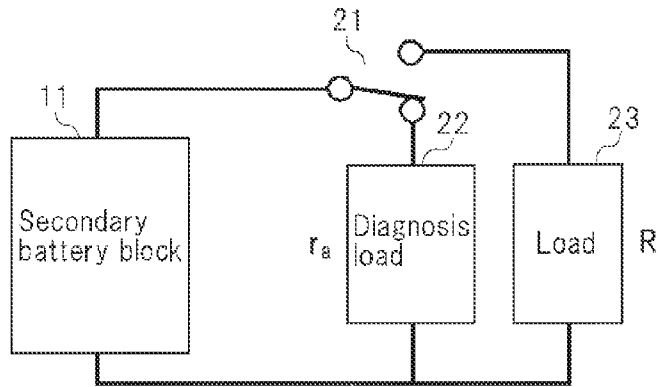 21
11
22
23
Secondary
battery block
rₐ
Diagnosis
load
Load
R